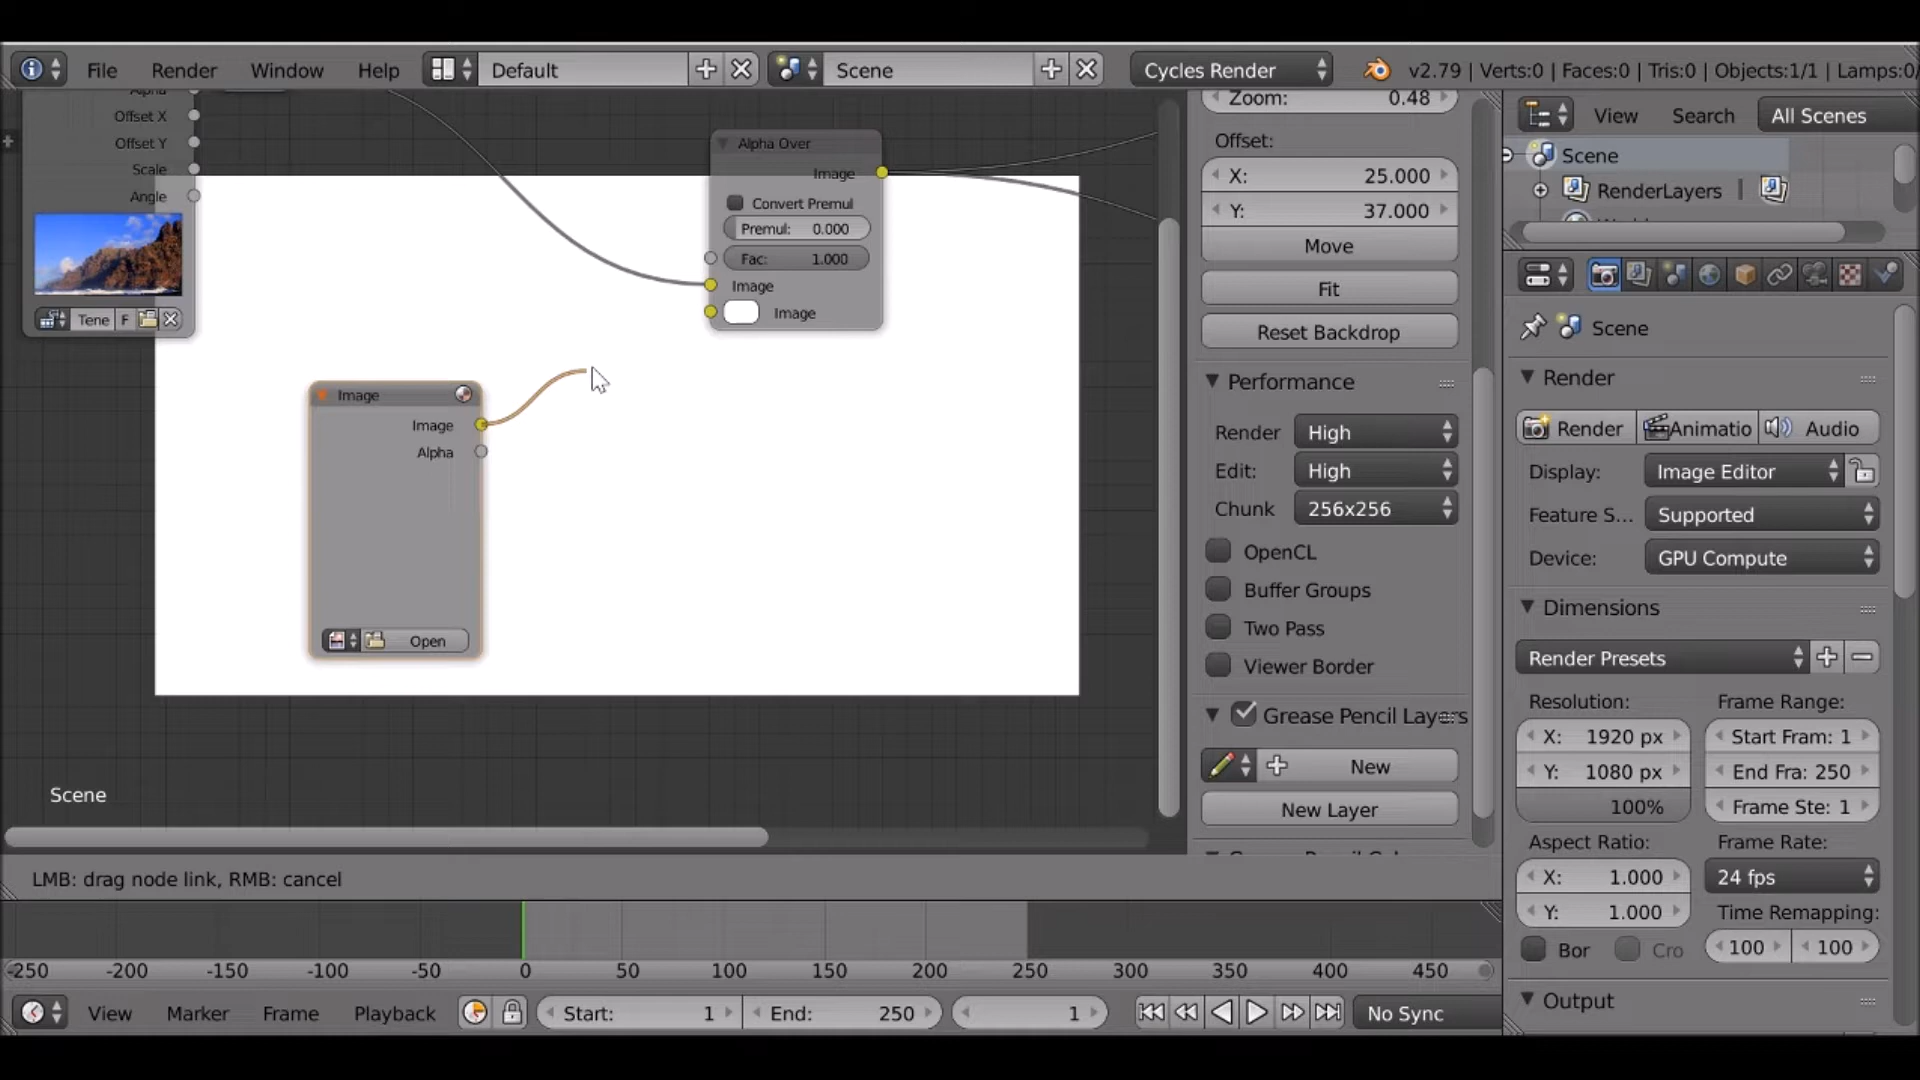 File Render Window Help Default Scene Cycles Render v2.79 | Verts:0 | Faces:0 | Tris:0 | Objects:1/1 | Lamps:0/
Alpha
Offset X
Offset Y
Scale
Angle
Tene F
Alpha Over
Image
Convert Premul
Premul: 0.000
Fac: 1.000
Image
Image
Image
Image
Alpha
Open
Scene
Zoom: 0.48
Offset:
X: 25.000
Y: 37.000
Move
Fit
Reset Backdrop
Performance
Render High
Edit: High
Chunk 256x256
OpenCL
Buffer Groups
Two Pass
Viewer Border
Grease Pencil Layers
New
New Layer
View Search All Scenes
Scene
RenderLayers
Scene
Render
Render Animatio Audio
Display: Image Editor
Feature S... Supported
Device: GPU Compute
Dimensions
Render Presets
Resolution: Frame Range:
X: 1920 px Start Fram: 1
Y: 1080 px End Fra: 250
100% Frame Ste: 1
Aspect Ratio: Frame Rate:
X: 1.000 24 fps
Y: 1.000 Time Remapping:
Bor Cro 100 100
Output
LMB: drag node link, RMB: cancel
-250 -200 -150 -100 -50 0 50 100 150 200 250 300 350 400 450
View Marker Frame Playback Start: 1 End: 250 1 No Sync